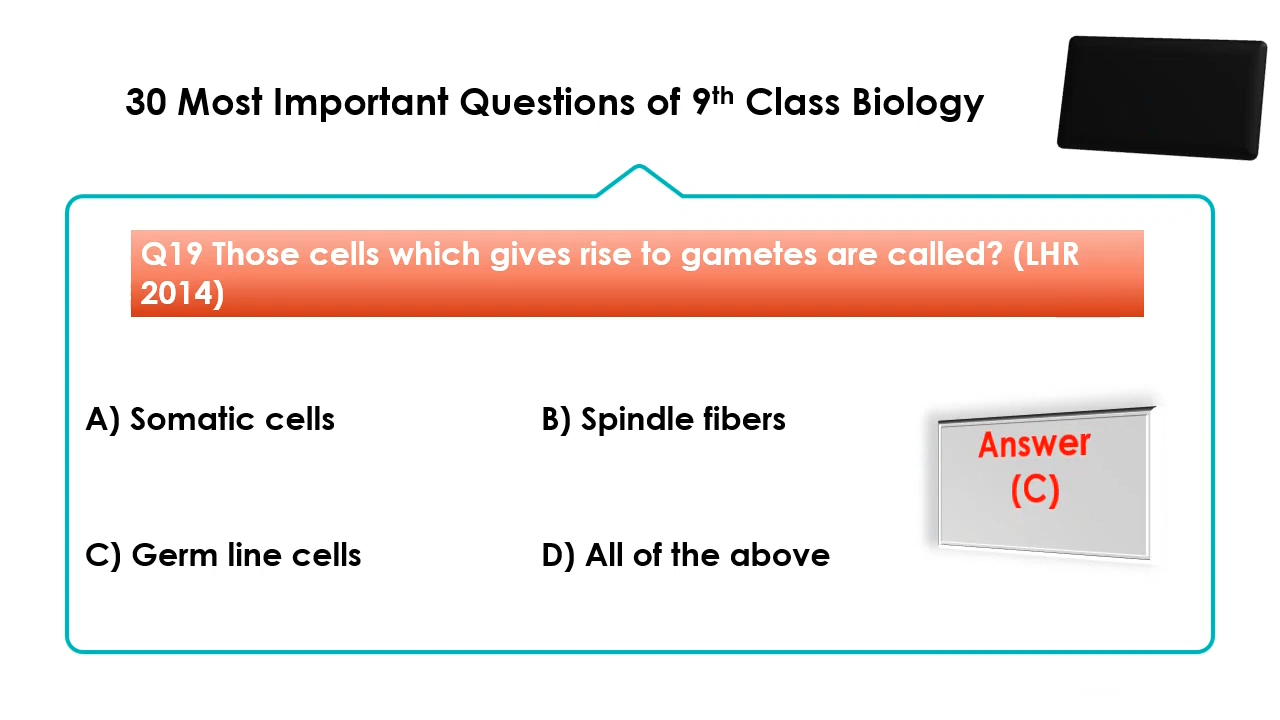 30 Most Important Questions of 9th Class Biology
Q19 Those cells which gives rise to gametes are called? (LHR
2014)
A) Somatic cells
B) Spindle fibers
C) Germ line cells
D) All of the above
Answer
(C)